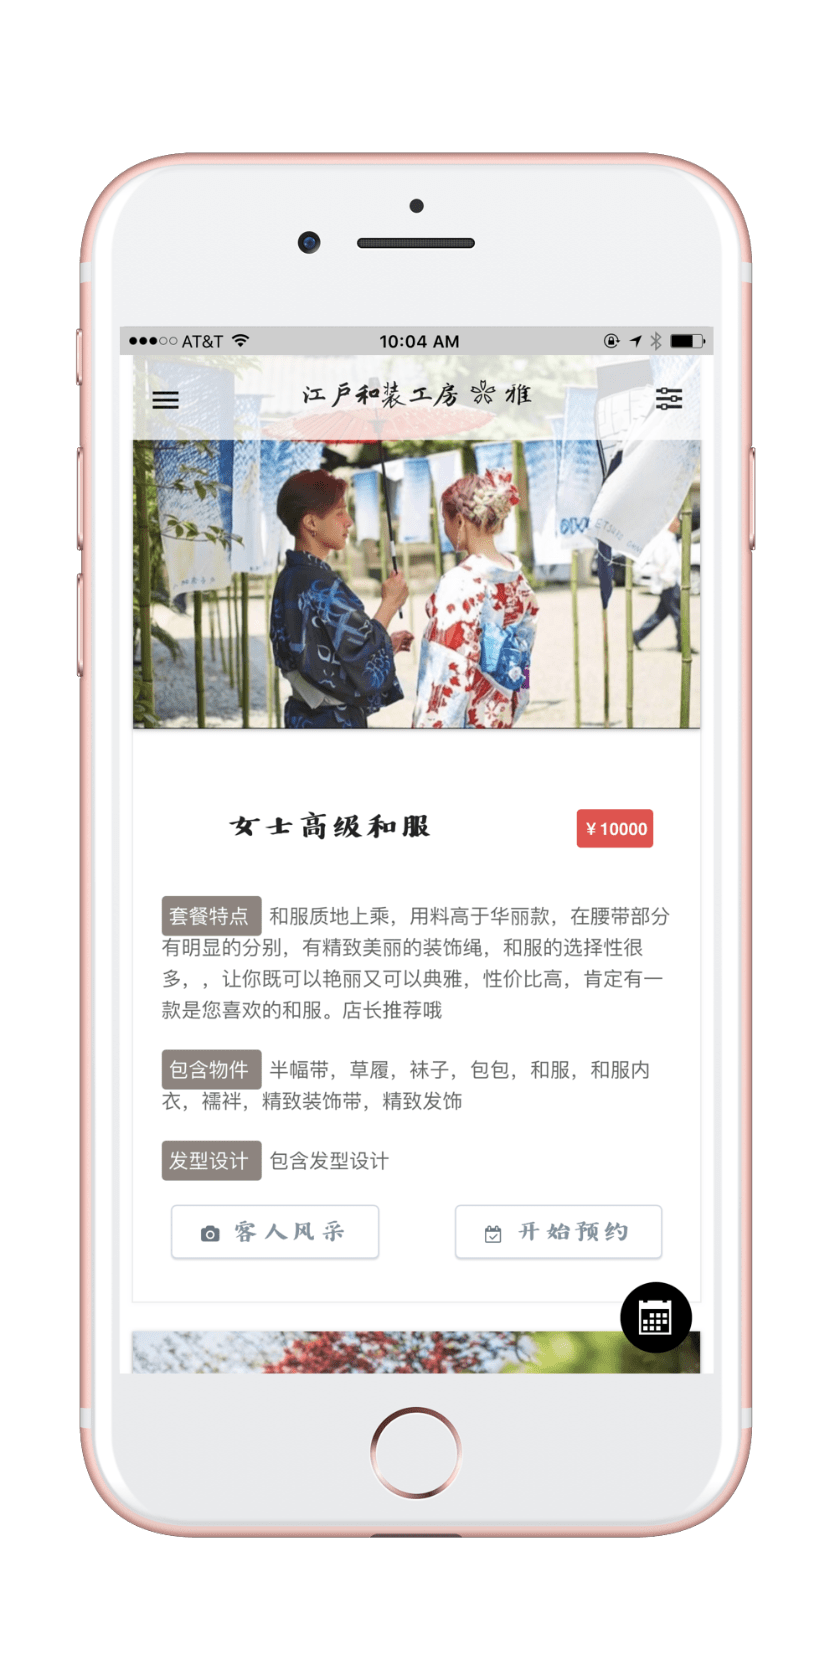 AT&T 10:04 AM
江戸和装工房 雅
女士高级和服
¥10000
套餐特点 和服质地上乘，用料高于华丽款，在腰带部分
有明显的分别，有精致美丽的装饰绳，和服的选择性很
多，，让你既可以艳丽又可以典雅，性价比高，肯定有一
款是您喜欢的和服。店长推荐哦
包含物件 半幅带，草履，袜子，包包，和服，和服内
衣，襦袢，精致装饰带，精致发饰
发型设计 包含发型设计
客人风采
开始预约